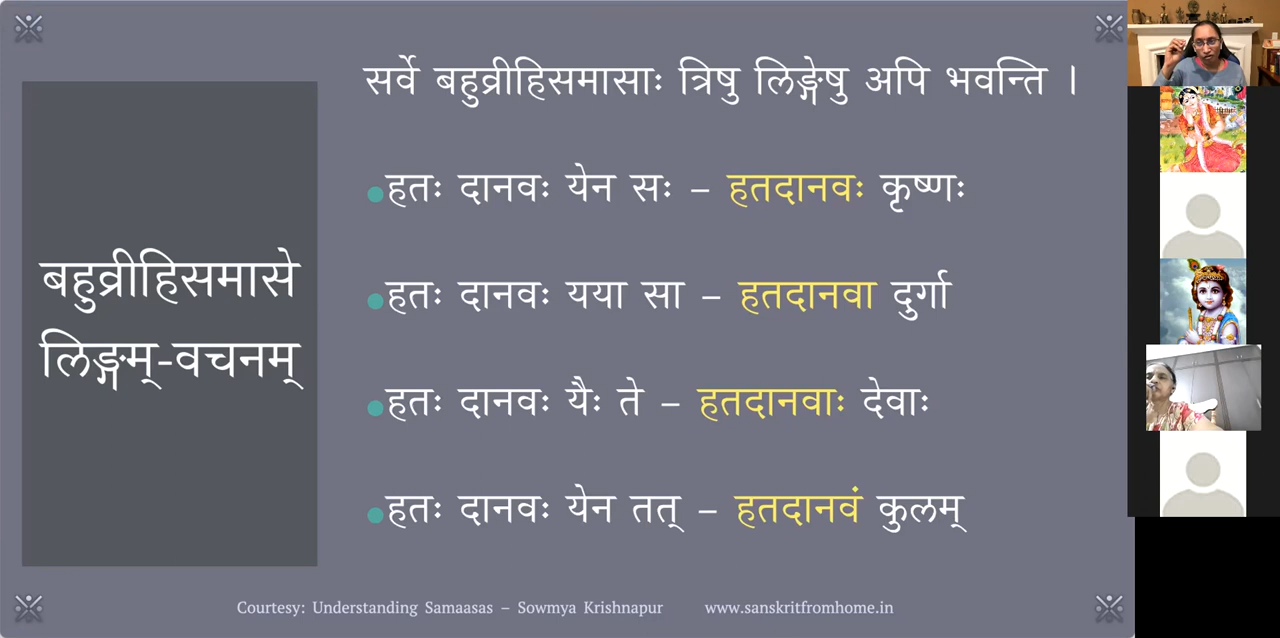 बहुव्रीहिसमासे
लिङ्गम्-वचनम्
सर्वे बहुव्रीहिसमासाः त्रिषु लिङ्गेषु अपि भवन्ति ।
हतः दानवः येन सः – हतदानवः कृष्णः
हतः दानवः यया सा – हतदानवा दुर्गा
हतः दानवः यैः ते – हतदानवाः देवाः
हतः दानवः येन तत् – हतदानवं कुलम्
Courtesy: Understanding Samaasas – Sowmya Krishnapur www.sanskritfromhome.in